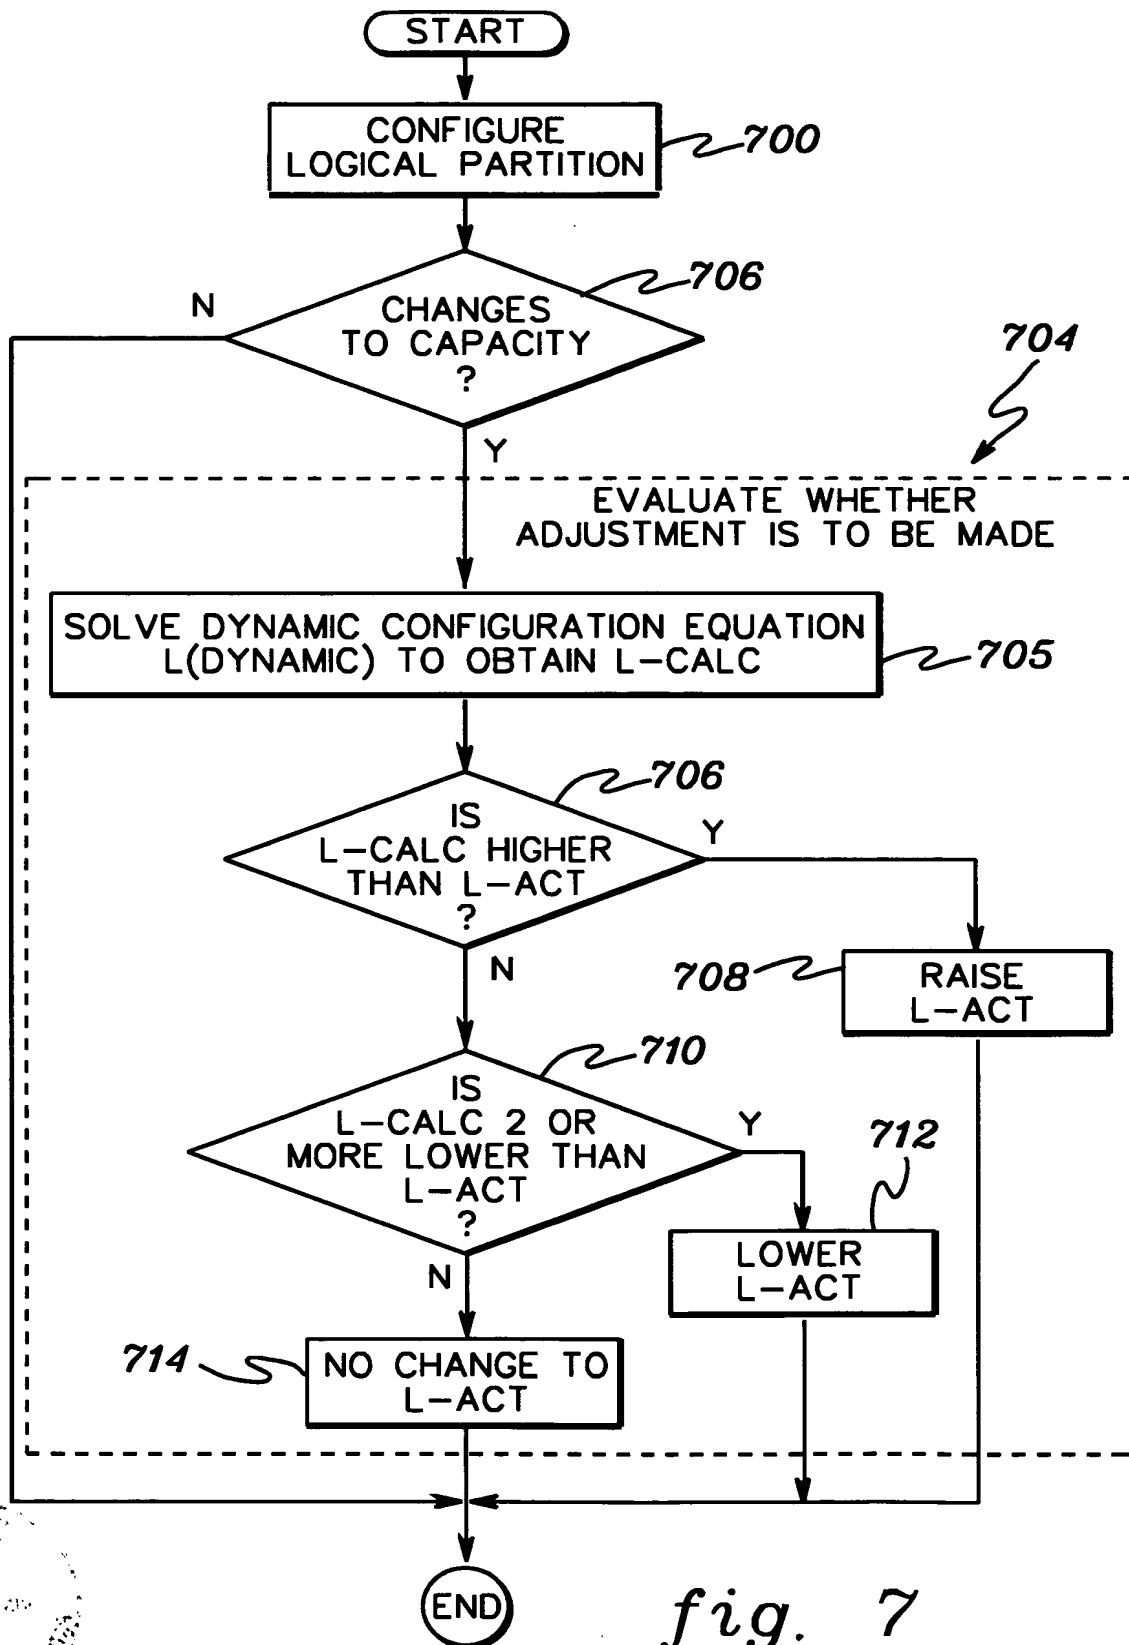 START
CONFIGURE
LOGICAL PARTITION
700
706
N
CHANGES
TO CAPACITY
?
704
Y
EVALUATE WHETHER
ADJUSTMENT IS TO BE MADE
SOLVE DYNAMIC CONFIGURATION EQUATION
L(DYNAMIC) TO OBTAIN L-CALC
705
706
IS
L-CALC HIGHER
THAN L-ACT
?
Y
N
708
RAISE
L-ACT
710
IS
L-CALC 2 OR
MORE LOWER THAN
L-ACT
?
Y
712
LOWER
L-ACT
N
714
NO CHANGE TO
L-ACT
END
fig. 7